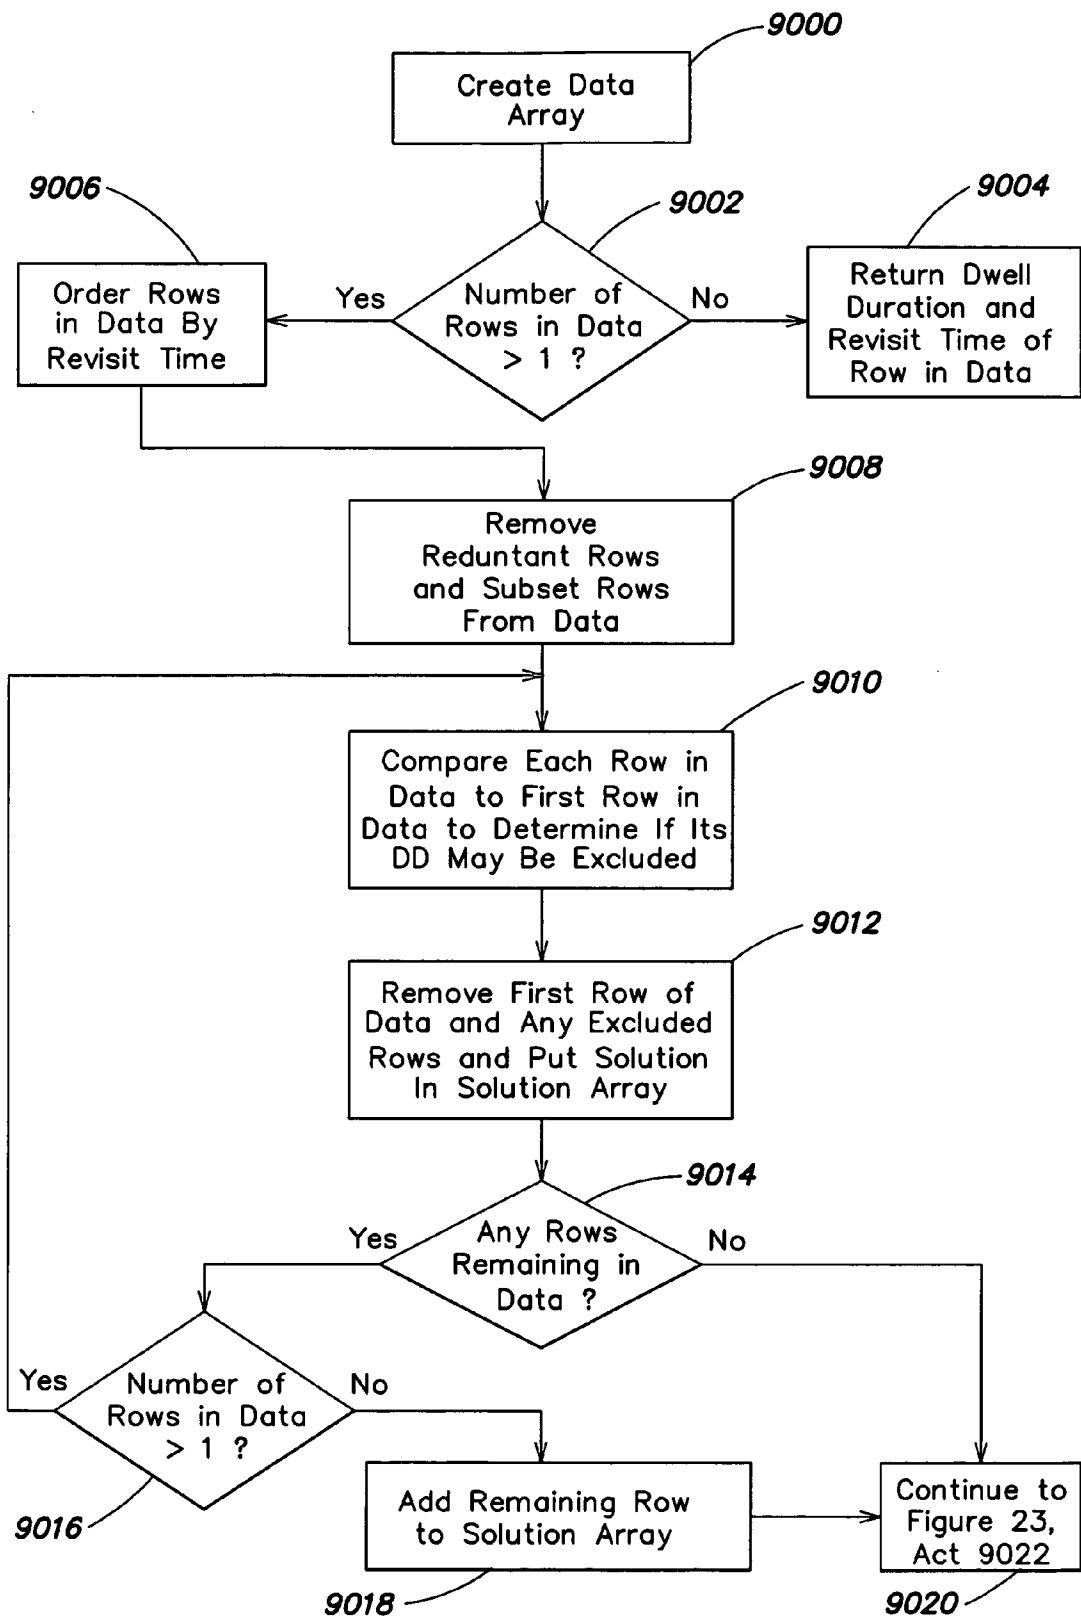 9000
Create Data
Array
9006
9002
9004
Order Rows
in Data By
Revisit Time
Yes
Number of
Rows in Data
> 1 ?
No
Return Dwell
Duration and
Revisit Time of
Row in Data
9008
Remove
Reduntant Rows
and Subset Rows
From Data
9010
Compare Each Row in
Data to First Row in
Data to Determine If Its
DD May Be Excluded
9012
Remove First Row of
Data and Any Excluded
Rows and Put Solution
In Solution Array
9014
Yes
Any Rows
Remaining in
Data ?
No
Yes
Number of
Rows in Data
> 1 ?
No
9016
Add Remaining Row
to Solution Array
9018
Continue to
Figure 23,
Act 9022
9020